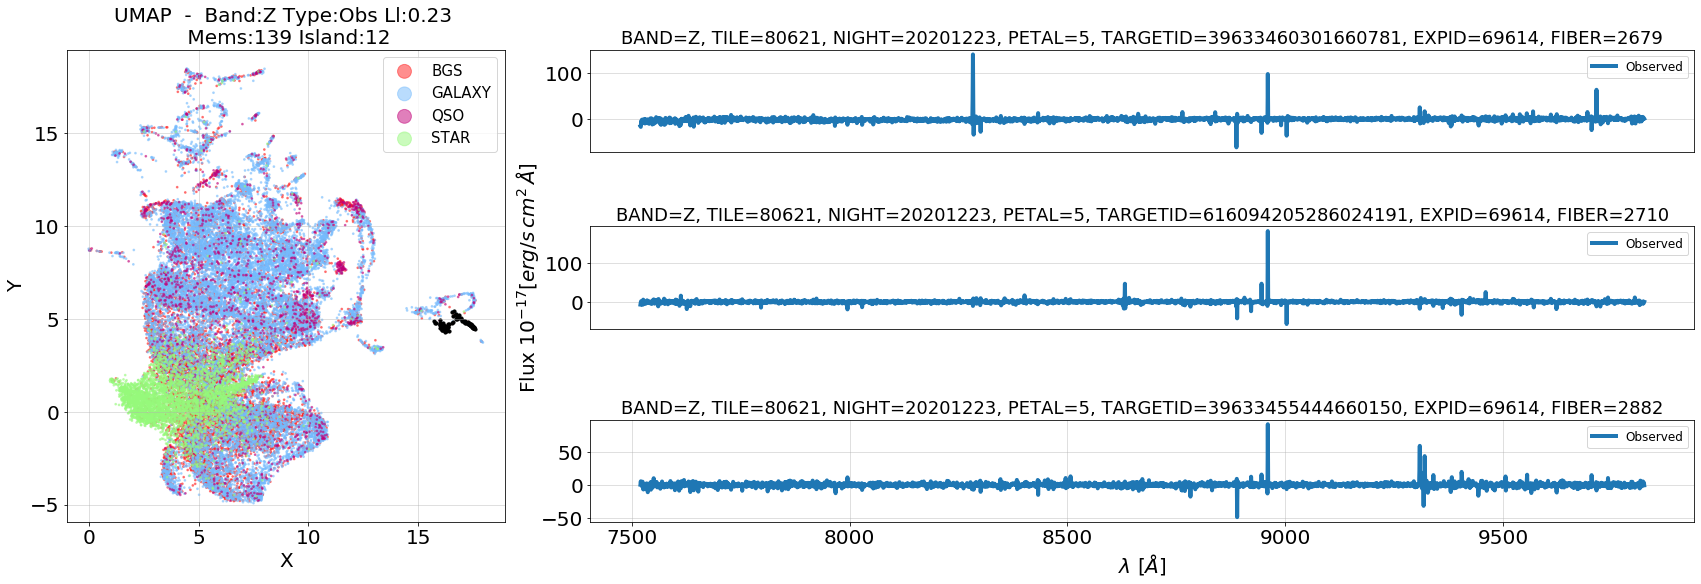 UMAP  -  Band:Z Type:Obs Ll:0.23
Mems:139 Island:12
BGS
GALAXY
QSO
STAR
15
10
5
0
−5
Y
0
5
10
15
X
Flux 10^{-17}[erg/s cm^2 Å]
BAND=Z, TILE=80621, NIGHT=20201223, PETAL=5, TARGETID=39633460301660781, EXPID=69614, FIBER=2679
Observed
100
0
BAND=Z, TILE=80621, NIGHT=20201223, PETAL=5, TARGETID=616094205286024191, EXPID=69614, FIBER=2710
Observed
100
0
BAND=Z, TILE=80621, NIGHT=20201223, PETAL=5, TARGETID=39633455444660150, EXPID=69614, FIBER=2882
Observed
50
0
−50
7500
8000
8500
9000
9500
λ [Å]